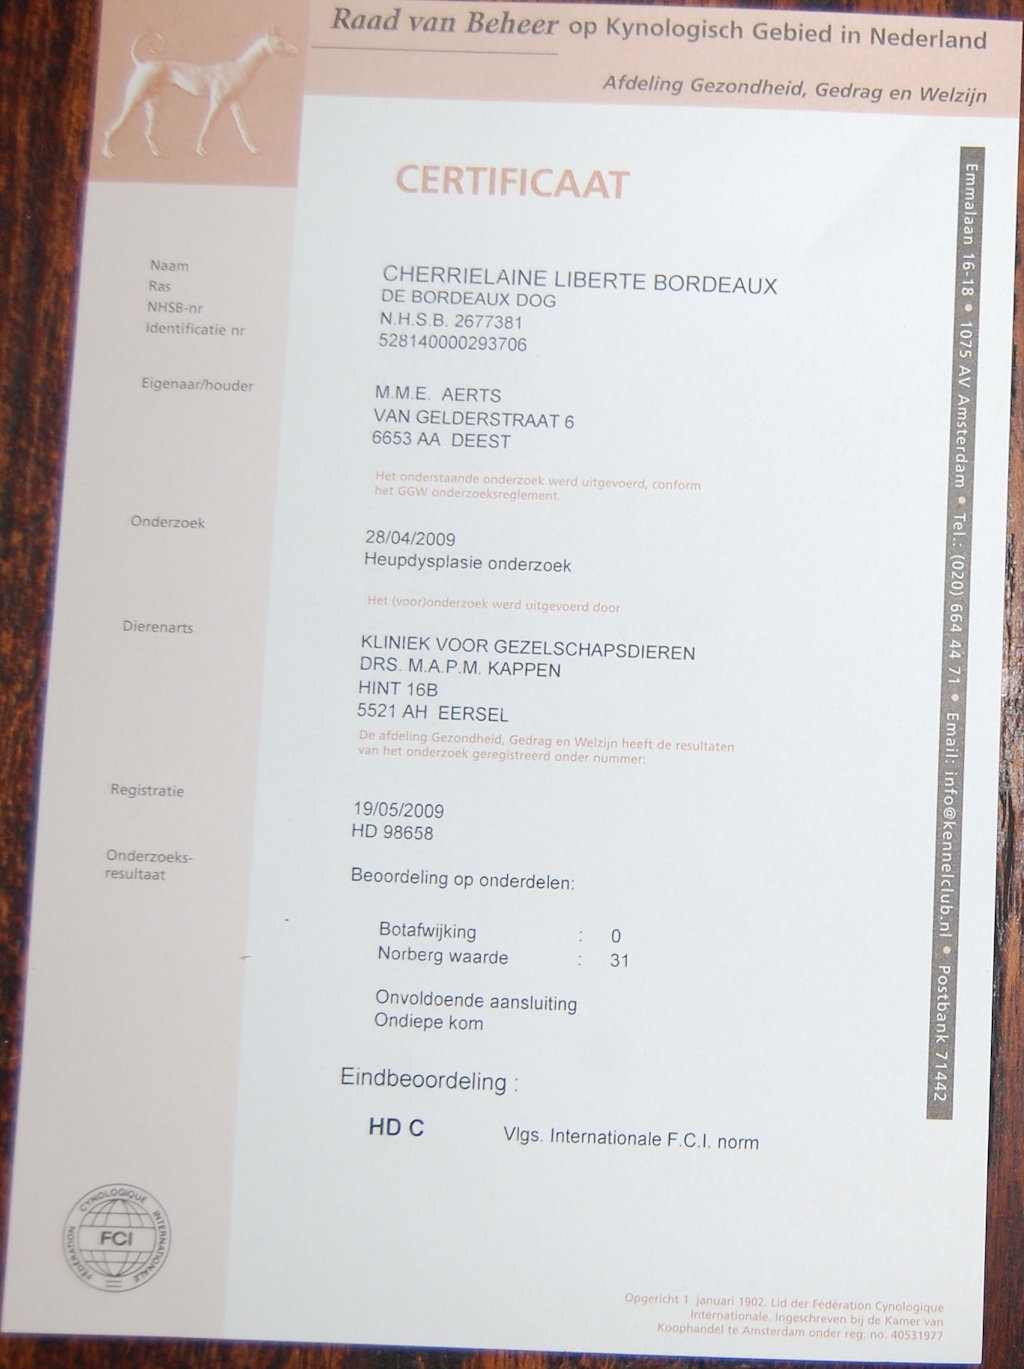 Raad van Beheer op Kynologisch Gebied in Nederland
Afdeling Gezondheid, Gedrag en Welzijn
CERTIFICAAT
Naam CHERRIELAINE LIBERTE BORDEAUX
Ras DE BORDEAUX DOG
NHSB-nr N.H.S.B. 2677381
Identificatie nr 528140000293706
Eigenaar/houder M.M.E. AERTS
VAN GELDERSTRAAT 6
6653 AA DEEST
Het onderstaande onderzoek werd uitgevoerd, conform
het GGW onderzoeksreglement.
Onderzoek 28/04/2009
Heupdysplasie onderzoek
Het (voor)onderzoek werd uitgevoerd door
Dierenarts KLINIEK VOOR GEZELSCHAPSDIEREN
DRS. M.A.P.M. KAPPEN
HINT 16B
5521 AH EERSEL
De afdeling Gezondheid, Gedrag en Welzijn heeft de resultaten
van het onderzoek geregistreerd onder nummer:
Registratie 19/05/2009
HD 98658
Onderzoeks-
resultaat
Beoordeling op onderdelen:
Botafwijking : 0
Norberg waarde : 31
Onvoldoende aansluiting
Ondiepe kom
Eindbeoordeling :
HD C Vlgs. Internationale F.C.I. norm
FEDERATION CYNOLOGIQUE INTERNATIONALE
FCI
Opgericht 1 januari 1902. Lid der Fédération Cynologique
Internationale. Ingeschreven bij de Kamer van
Koophandel te Amsterdam onder reg. no. 40531977
Emmalaan 16-18 • 1075 AV Amsterdam • Tel.: (020) 664 44 71 • Email: info@kennelclub.nl • Postbank 71442